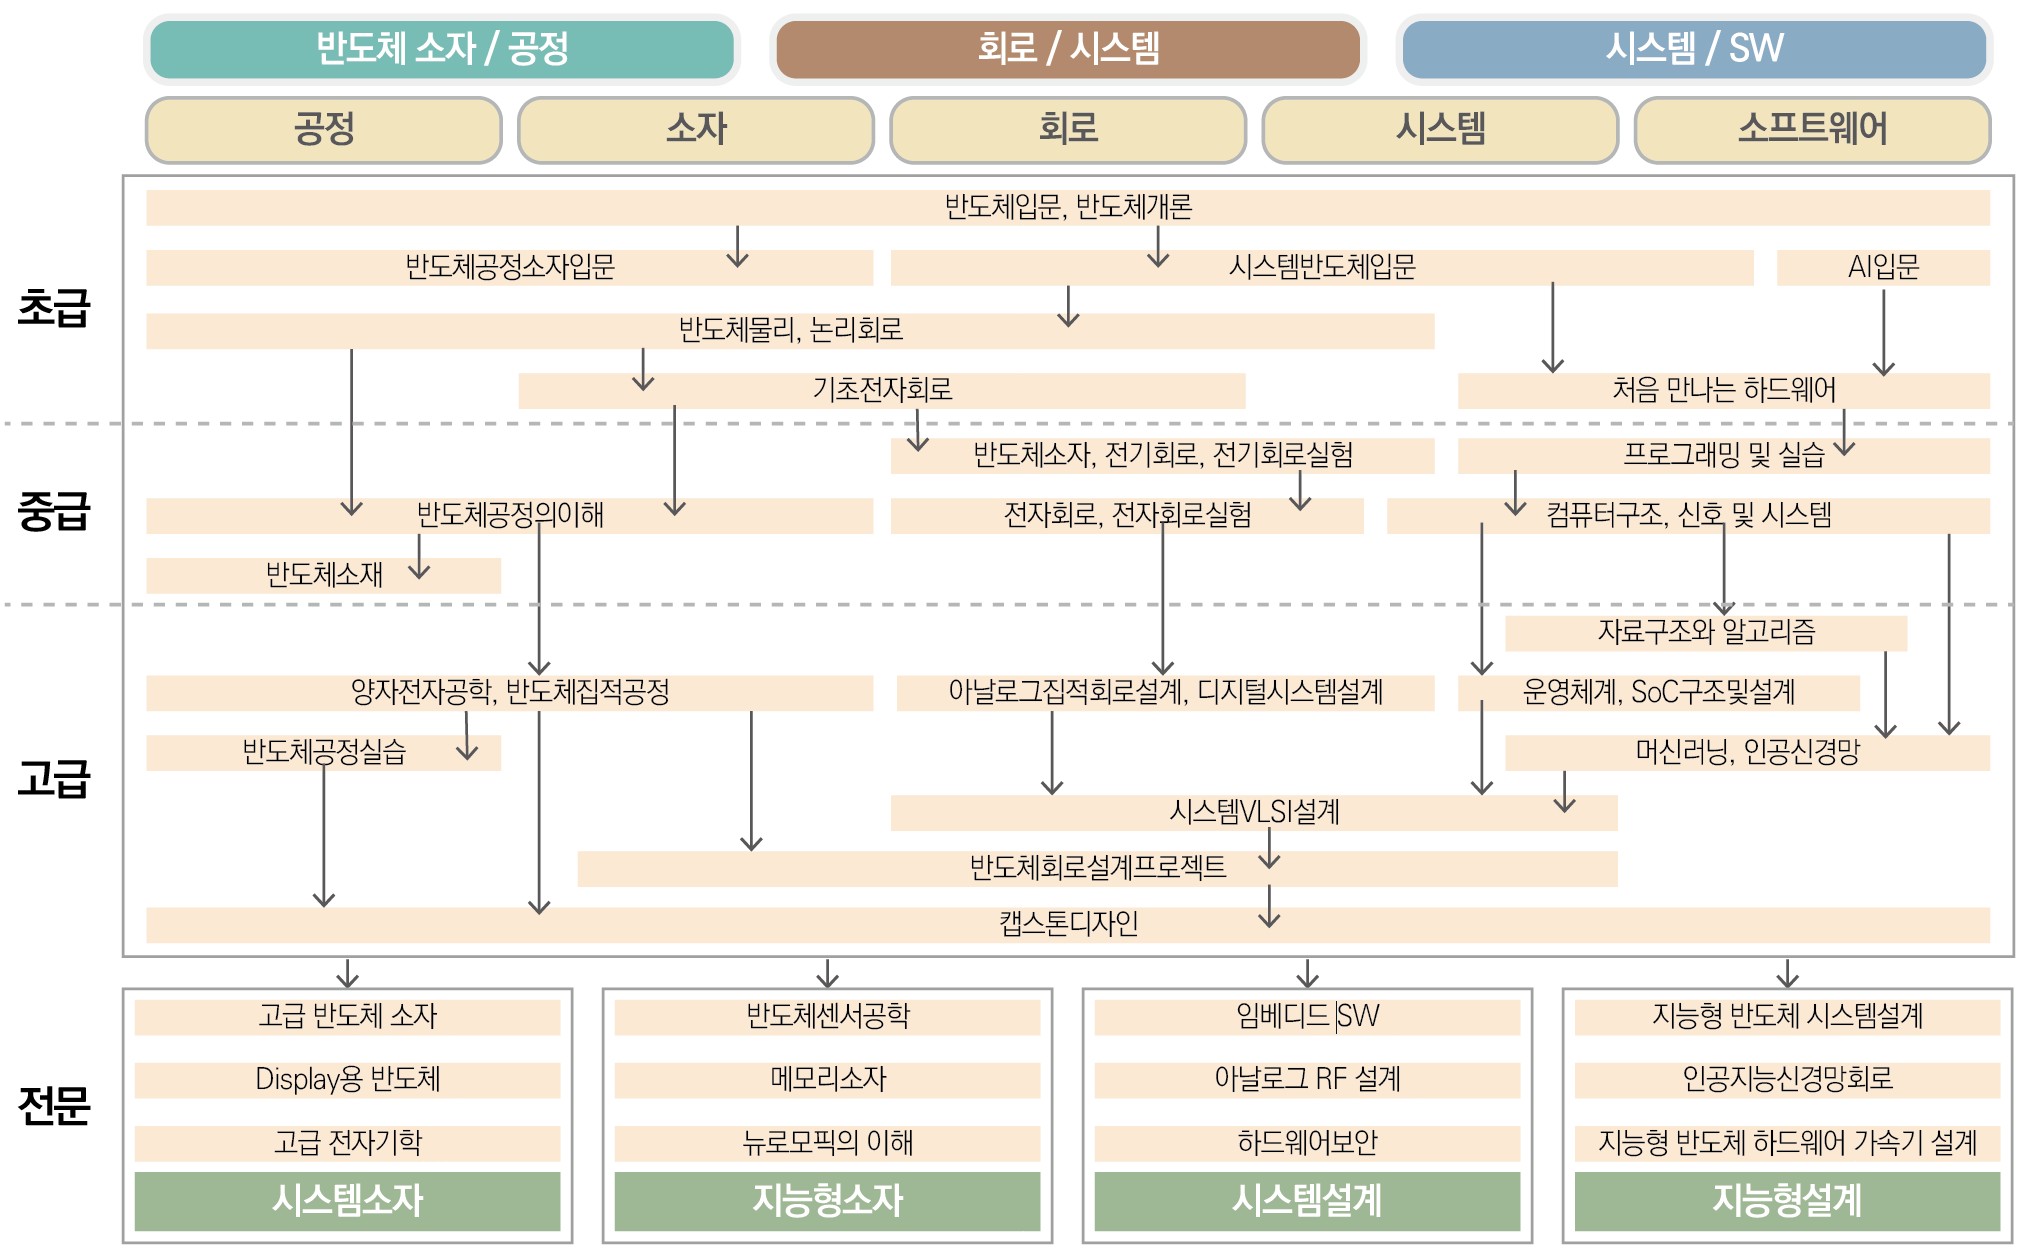 반도체 소자 / 공정
회로 / 시스템
시스템 / SW
공정
소자
회로
시스템
소프트웨어
초급
반도체입문, 반도체개론
반도체공정소자입문
시스템반도체입문
AI입문
반도체물리, 논리회로
기초전자회로
처음 만나는 하드웨어
중급
반도체소자, 전기회로, 전기회로실험
프로그래밍 및 실습
반도체공정의이해
전자회로, 전자회로실험
컴퓨터구조, 신호 및 시스템
반도체소재
고급
자료구조와 알고리즘
양자전자공학, 반도체집적공정
아날로그집적회로설계, 디지털시스템설계
운영체계, SoC구조및설계
반도체공정실습
머신러닝, 인공신경망
시스템VLSI설계
반도체회로설계프로젝트
캡스톤디자인
전문
고급 반도체 소자
Display용 반도체
고급 전자기학
시스템소자
반도체센서공학
메모리소자
뉴로모픽의 이해
지능형소자
임베디드 SW
아날로그 RF 설계
하드웨어보안
시스템설계
지능형 반도체 시스템설계
인공지능신경망회로
지능형 반도체 하드웨어 가속기 설계
지능형설계